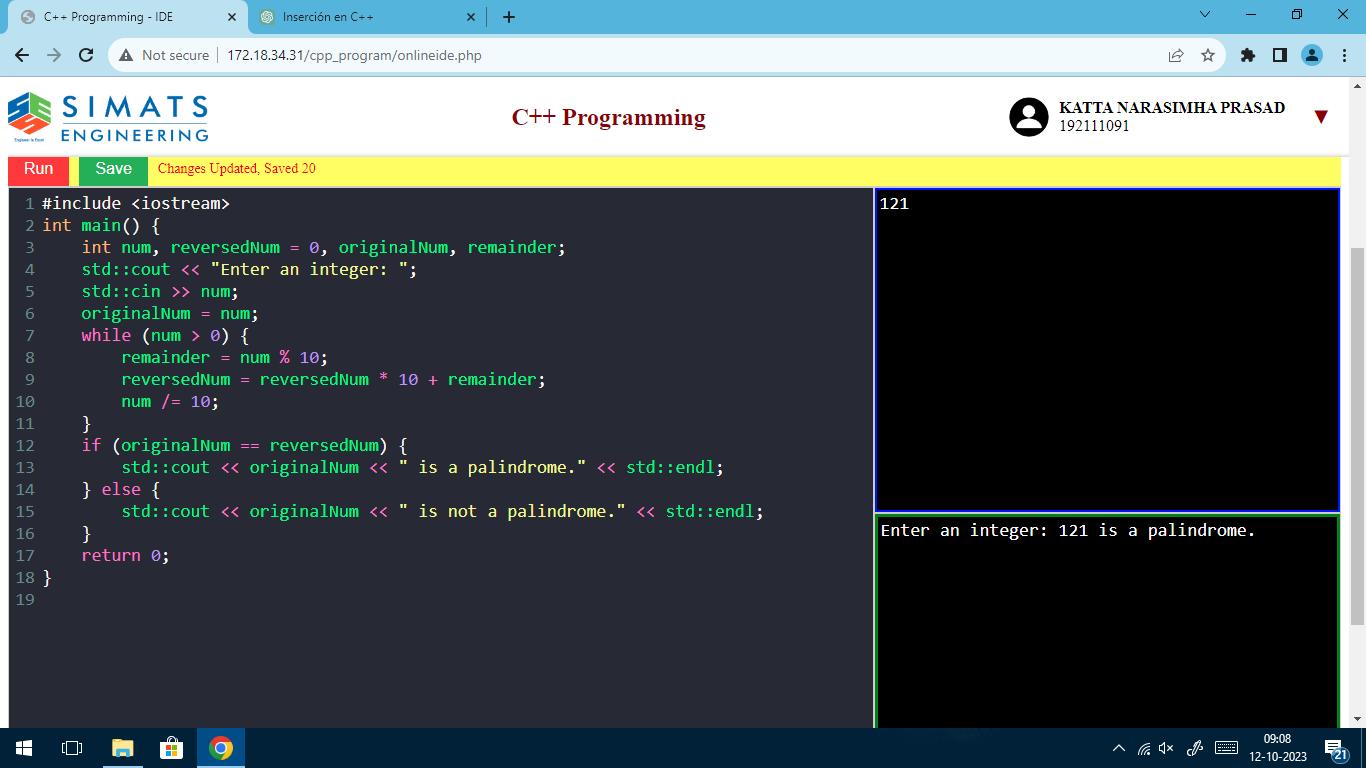 C++ Programming - IDE
Inserción en C++
Not secure
172.18.34.31/cpp_program/onlineide.php
SIMATS
ENGINEERING
Engineer to Excel
C++ Programming
KATTA NARASIMHA PRASAD
192111091
Run
Save
Changes Updated, Saved 20
1 #include <iostream>
2 int main() {
3     int num, reversedNum = 0, originalNum, remainder;
4     std::cout << "Enter an integer: ";
5     std::cin >> num;
6     originalNum = num;
7     while (num > 0) {
8         remainder = num % 10;
9         reversedNum = reversedNum * 10 + remainder;
10         num /= 10;
11     }
12     if (originalNum == reversedNum) {
13         std::cout << originalNum << " is a palindrome." << std::endl;
14     } else {
15         std::cout << originalNum << " is not a palindrome." << std::endl;
16     }
17     return 0;
18 }
19
121
Enter an integer: 121 is a palindrome.
09:08
12-10-2023
21